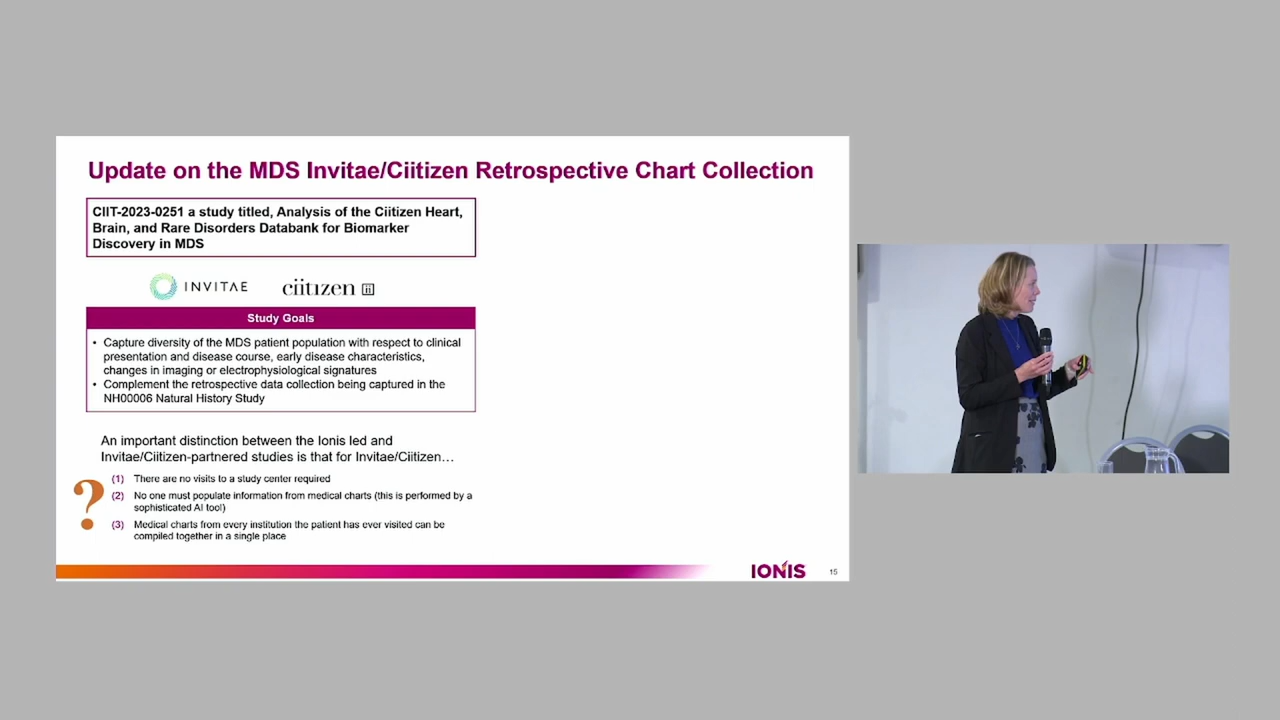 Update on the MDS Invitae/Ciitizen Retrospective Chart Collection
CIIT-2023-0251 a study titled, Analysis of the Ciitizen Heart,
Brain, and Rare Disorders Databank for Biomarker
Discovery in MDS
INVITAE
ciitizen
Study Goals
• Capture diversity of the MDS patient population with respect to clinical
presentation and disease course, early disease characteristics,
changes in imaging or electrophysiological signatures
• Complement the retrospective data collection being captured in the
NH00006 Natural History Study
An important distinction between the Ionis led and
Invitae/Ciitizen-partnered studies is that for Invitae/Ciitizen…
?
(1) There are no visits to a study center required
(2) No one must populate information from medical charts (this is performed by a
sophisticated AI tool)
(3) Medical charts from every institution the patient has ever visited can be
compiled together in a single place
IONIS
15